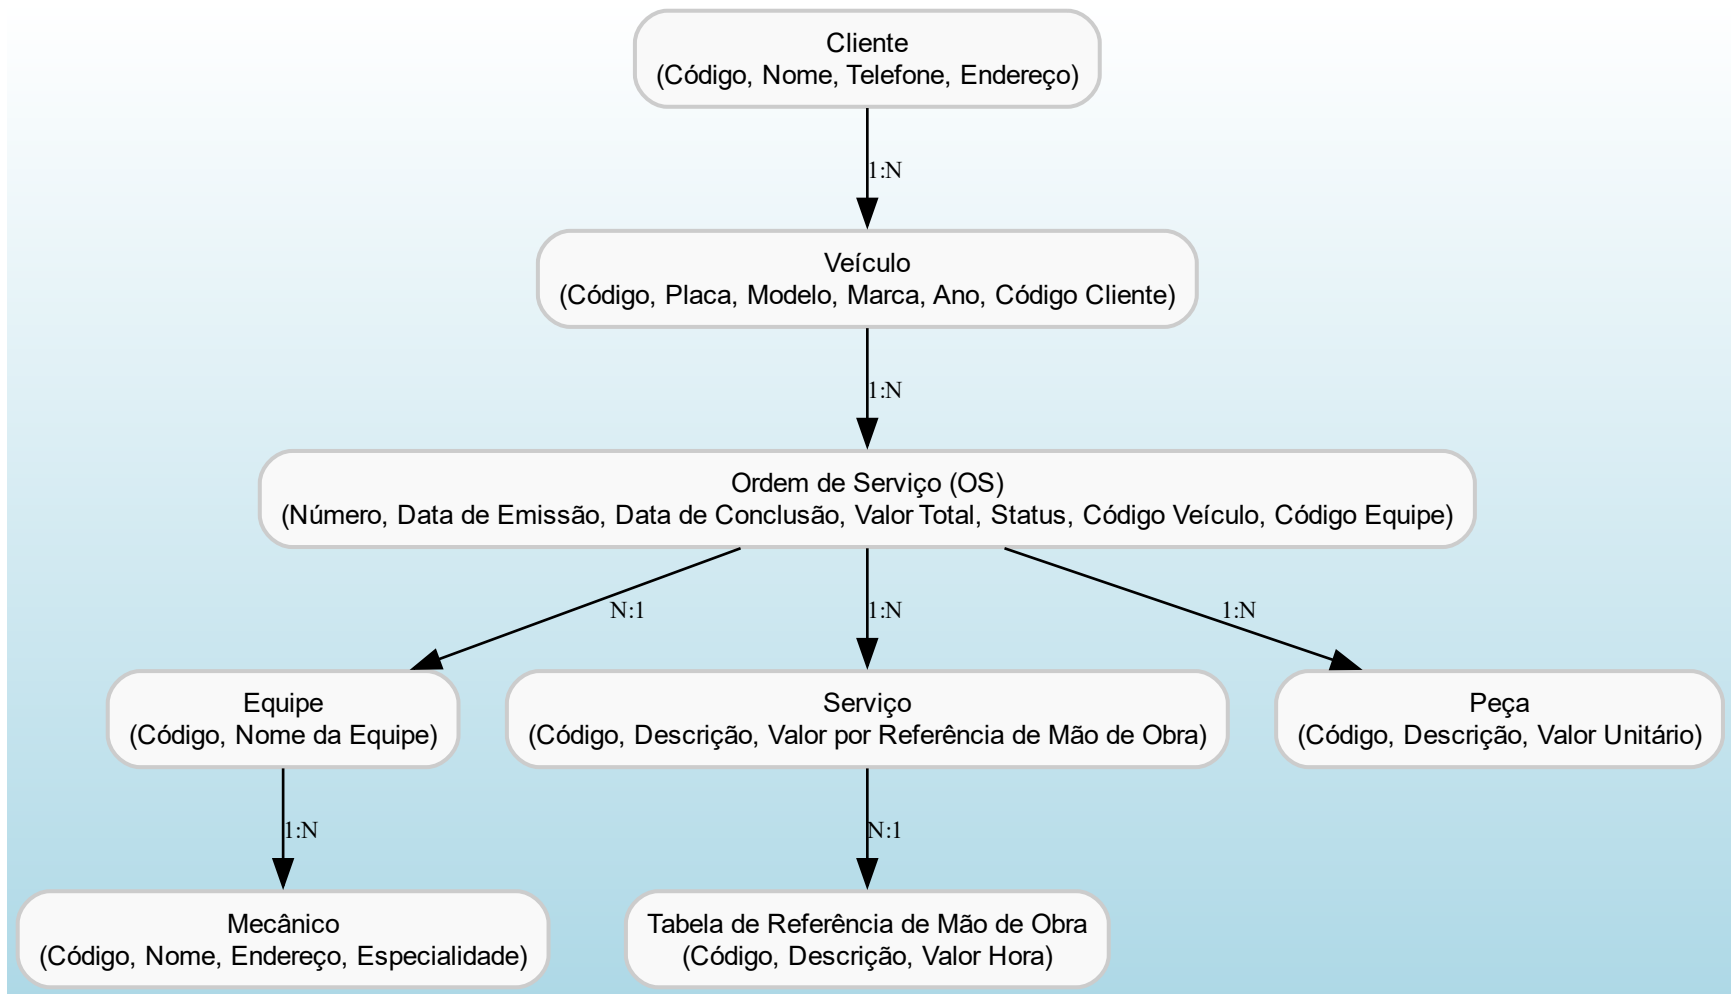 Cliente
(Código, Nome, Telefone, Endereço)
1:N
Veículo
(Código, Placa, Modelo, Marca, Ano, Código Cliente)
1:N
Ordem de Serviço (OS)
(Número, Data de Emissão, Data de Conclusão, Valor Total, Status, Código Veículo, Código Equipe)
N:1
1:N
1:N
Equipe
(Código, Nome da Equipe)
Serviço
(Código, Descrição, Valor por Referência de Mão de Obra)
Peça
(Código, Descrição, Valor Unitário)
1:N
N:1
Mecânico
(Código, Nome, Endereço, Especialidade)
Tabela de Referência de Mão de Obra
(Código, Descrição, Valor Hora)